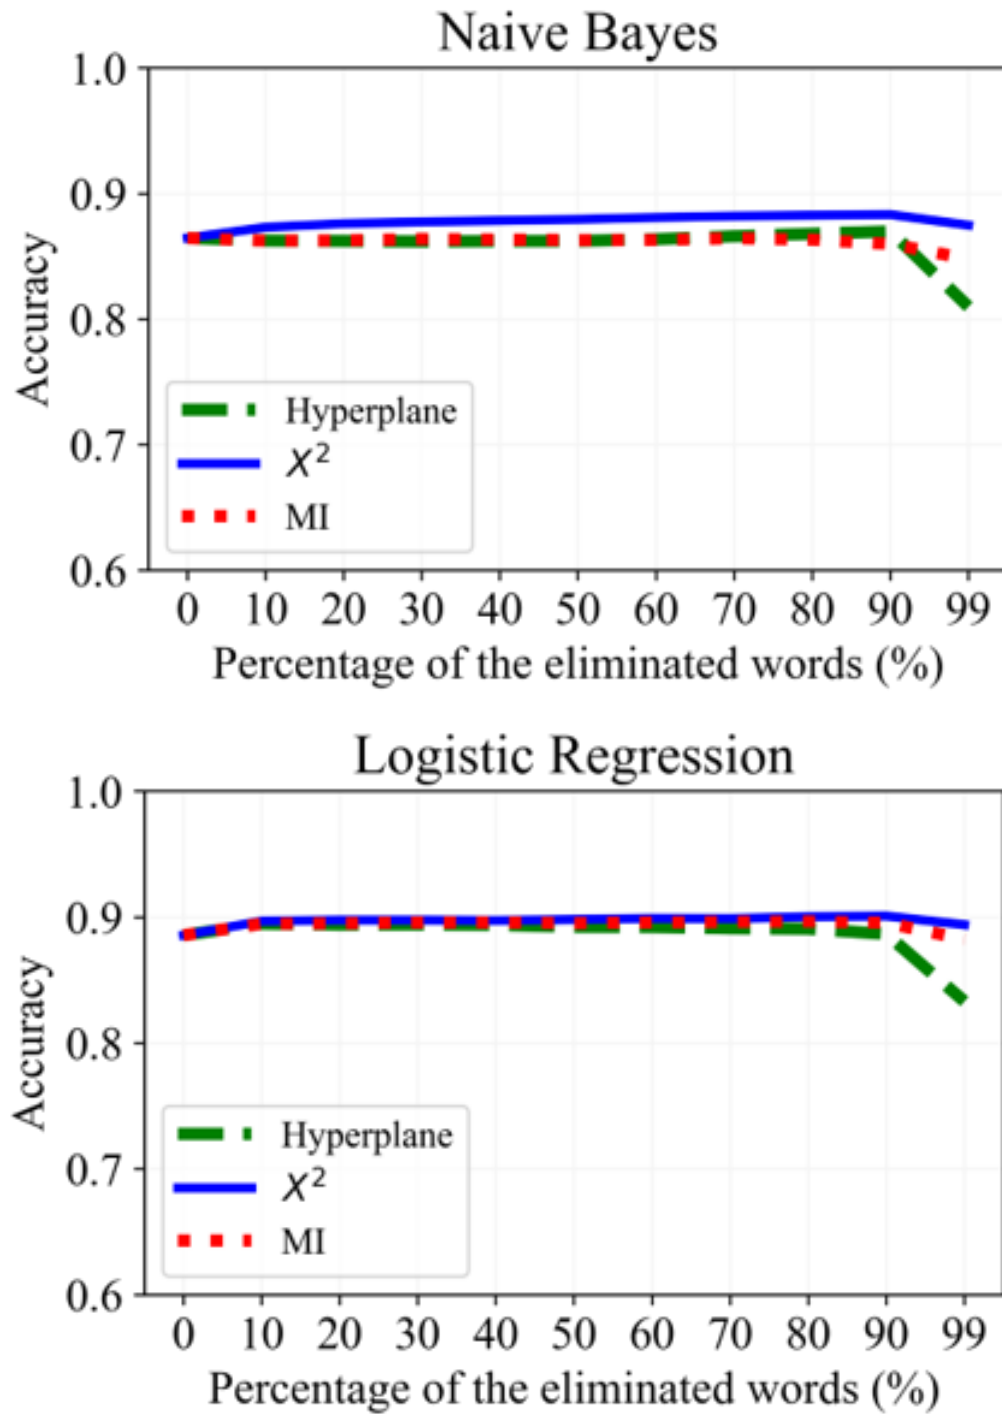 Naive Bayes
1.0
0.9
0.8
0.7
0.6
Accuracy
Hyperplane
X²
MI
0 10 20 30 40 50 60 70 80 90 99
Percentage of the eliminated words (%)
Logistic Regression
1.0
0.9
0.8
0.7
0.6
Accuracy
Hyperplane
X²
MI
0 10 20 30 40 50 60 70 80 90 99
Percentage of the eliminated words (%)